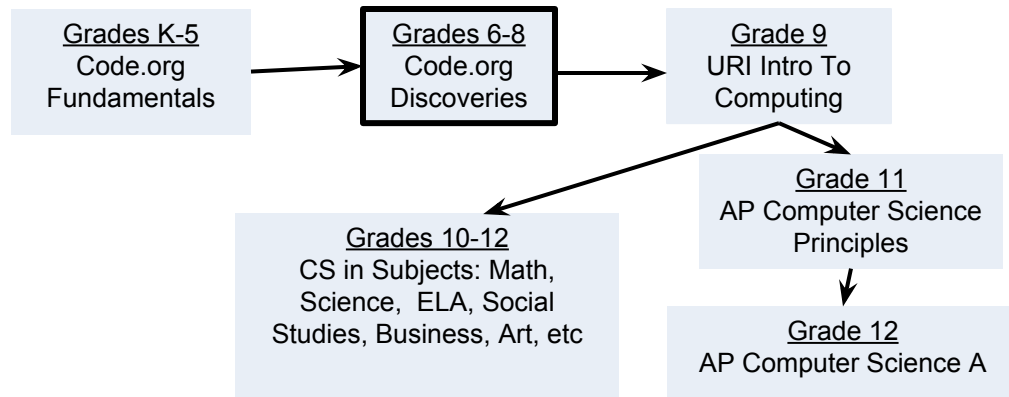 Grades K-5
Code.org
Fundamentals
Grades 6-8
Code.org
Discoveries
Grade 9
URI Intro To
Computing
Grades 10-12
CS in Subjects: Math,
Science, ELA, Social
Studies, Business, Art, etc
Grade 11
AP Computer Science
Principles
Grade 12
AP Computer Science A